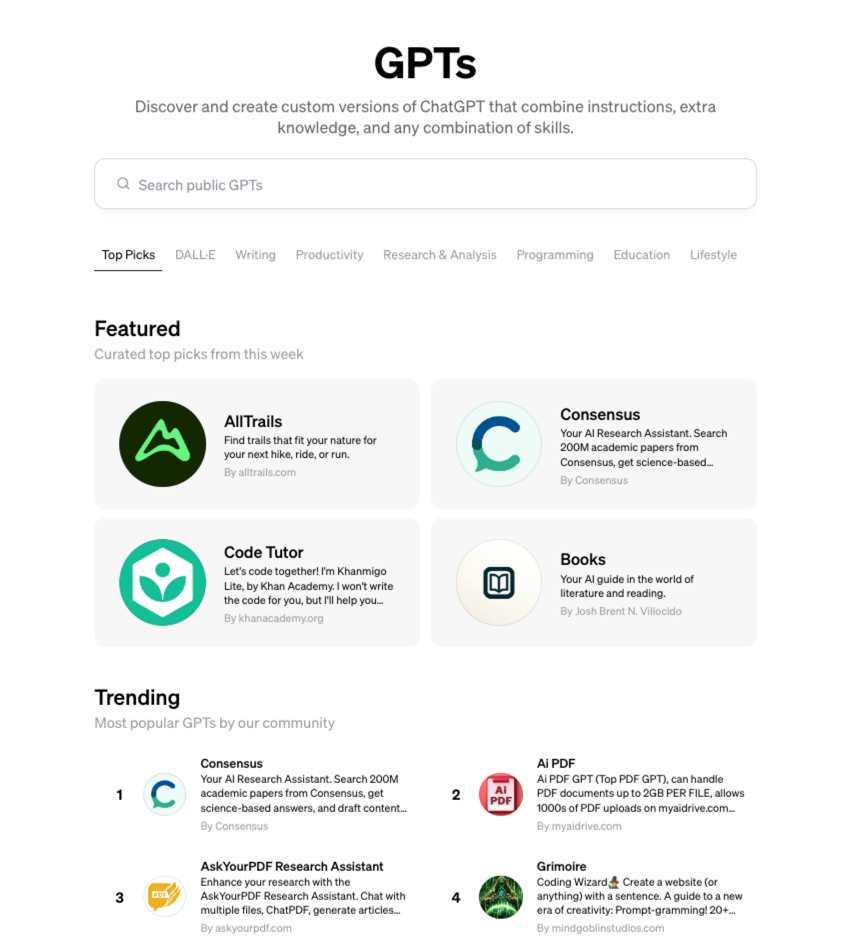 GPTs
Discover and create custom versions of ChatGPT that combine instructions, extra
knowledge, and any combination of skills.
Search public GPTs
Top Picks DALL·E Writing Productivity Research & Analysis Programming Education Lifestyle
Featured
Curated top picks from this week
AllTrails
Find trails that fit your nature for
your next hike, ride, or run.
By alltrails.com
Consensus
Your AI Research Assistant. Search
200M academic papers from
Consensus, get science-based...
By Consensus
Code Tutor
Let's code together! I'm Khanmigo
Lite, by Khan Academy. I won't write
the code for you, but I'll help you...
By khanacademy.org
Books
Your AI guide in the world of
literature and reading.
By Josh Brent N. Villocido
Trending
Most popular GPTs by our community
1
Consensus
Your AI Research Assistant. Search 200M
academic papers from Consensus, get
science-based answers, and draft content...
By Consensus
2
Ai PDF
Ai PDF
Ai PDF GPT (Top PDF GPT), can handle
PDF documents up to 2GB PER FILE, allows
1000s of PDF uploads on myaidrive.com...
By myaidrive.com
3
PDF
AskYourPDF Research Assistant
Enhance your research with the
AskYourPDF Research Assistant. Chat with
multiple files, ChatPDF, generate articles...
By askyourpdf.com
4
Grimoire
Coding Wizard🧙‍♂️ Create a website (or
anything) with a sentence. A guide to a new
era of creativity: Prompt-gramming! 20+...
By mindgoblinstudios.com